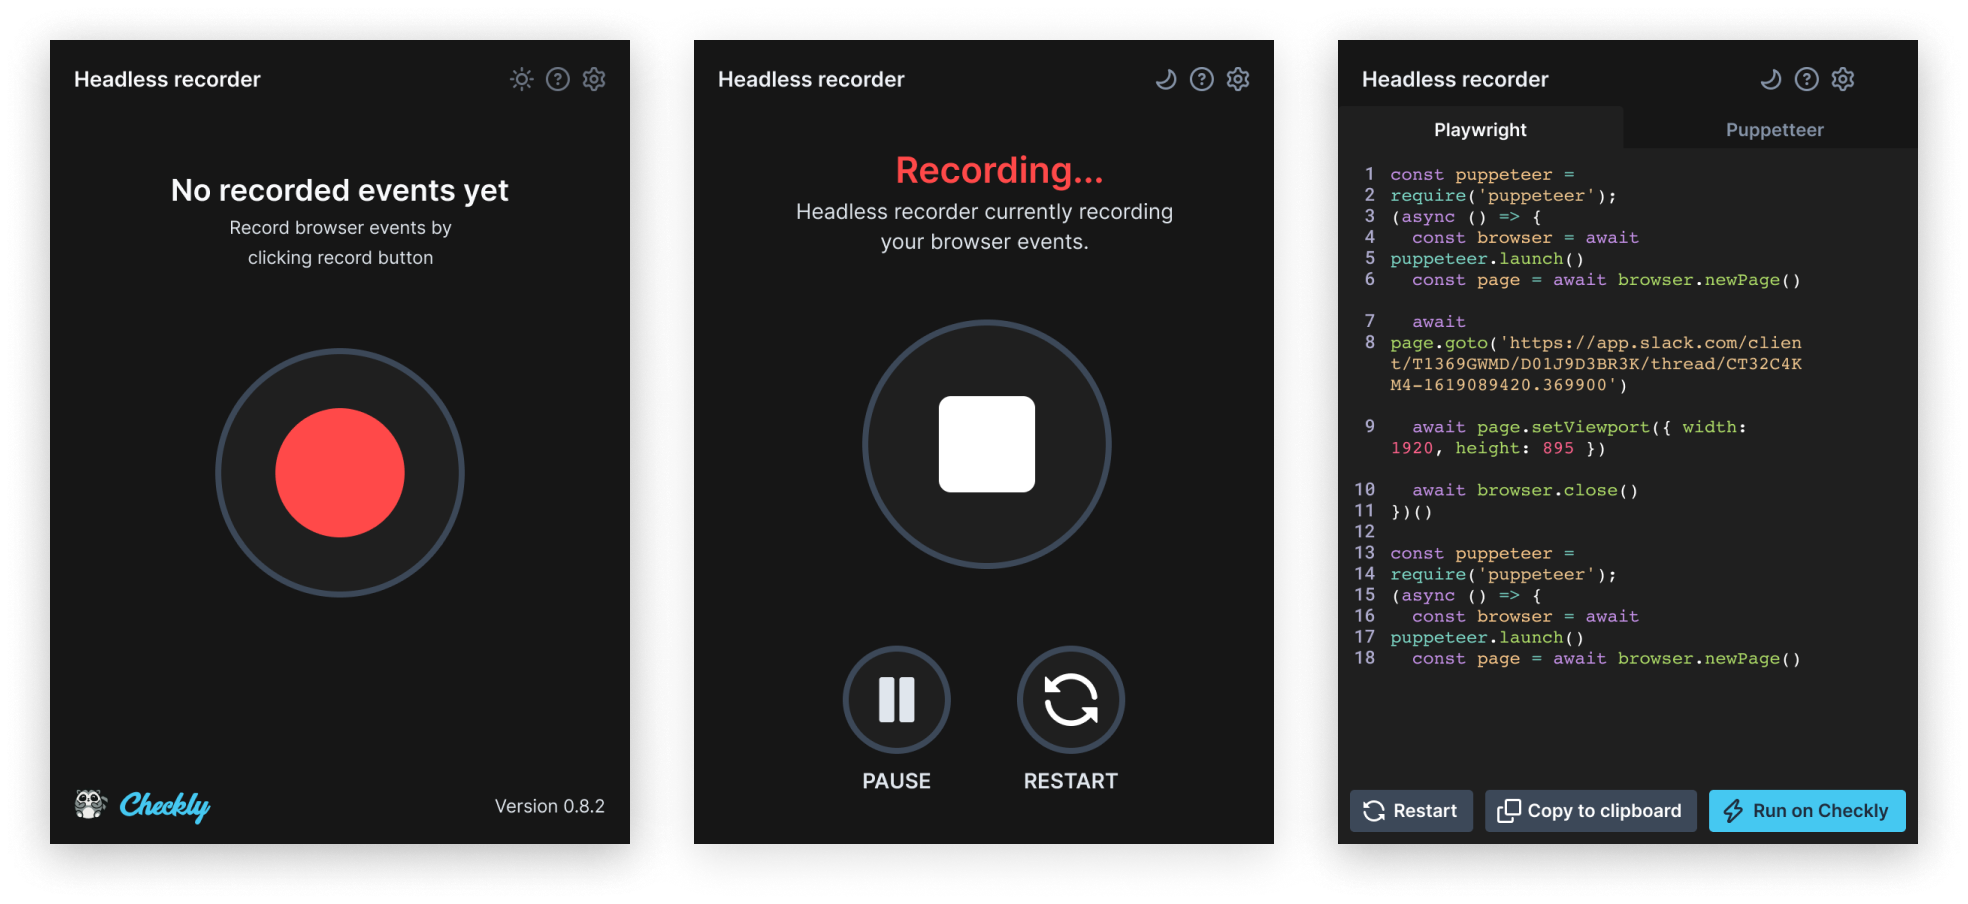 Headless recorder
No recorded events yet
Record browser events by
clicking record button
Checkly
Version 0.8.2
Headless recorder
Recording...
Headless recorder currently recording
your browser events.
PAUSE
RESTART
Headless recorder
Playwright
Puppetteer
1 const puppeteer =
2 require('puppeteer');
3 (async () => {
4 const browser = await
5 puppeteer.launch()
6 const page = await browser.newPage()
7 await
8 page.goto('https://app.slack.com/clien
t/T1369GWMD/D01J9D3BR3K/thread/CT32C4K
M4-1619089420.369900')
9 await page.setViewport({ width:
1920, height: 895 })
10 await browser.close()
11 })()
12
13 const puppeteer =
14 require('puppeteer');
15 (async () => {
16 const browser = await
17 puppeteer.launch()
18 const page = await browser.newPage()
Restart
Copy to clipboard
Run on Checkly